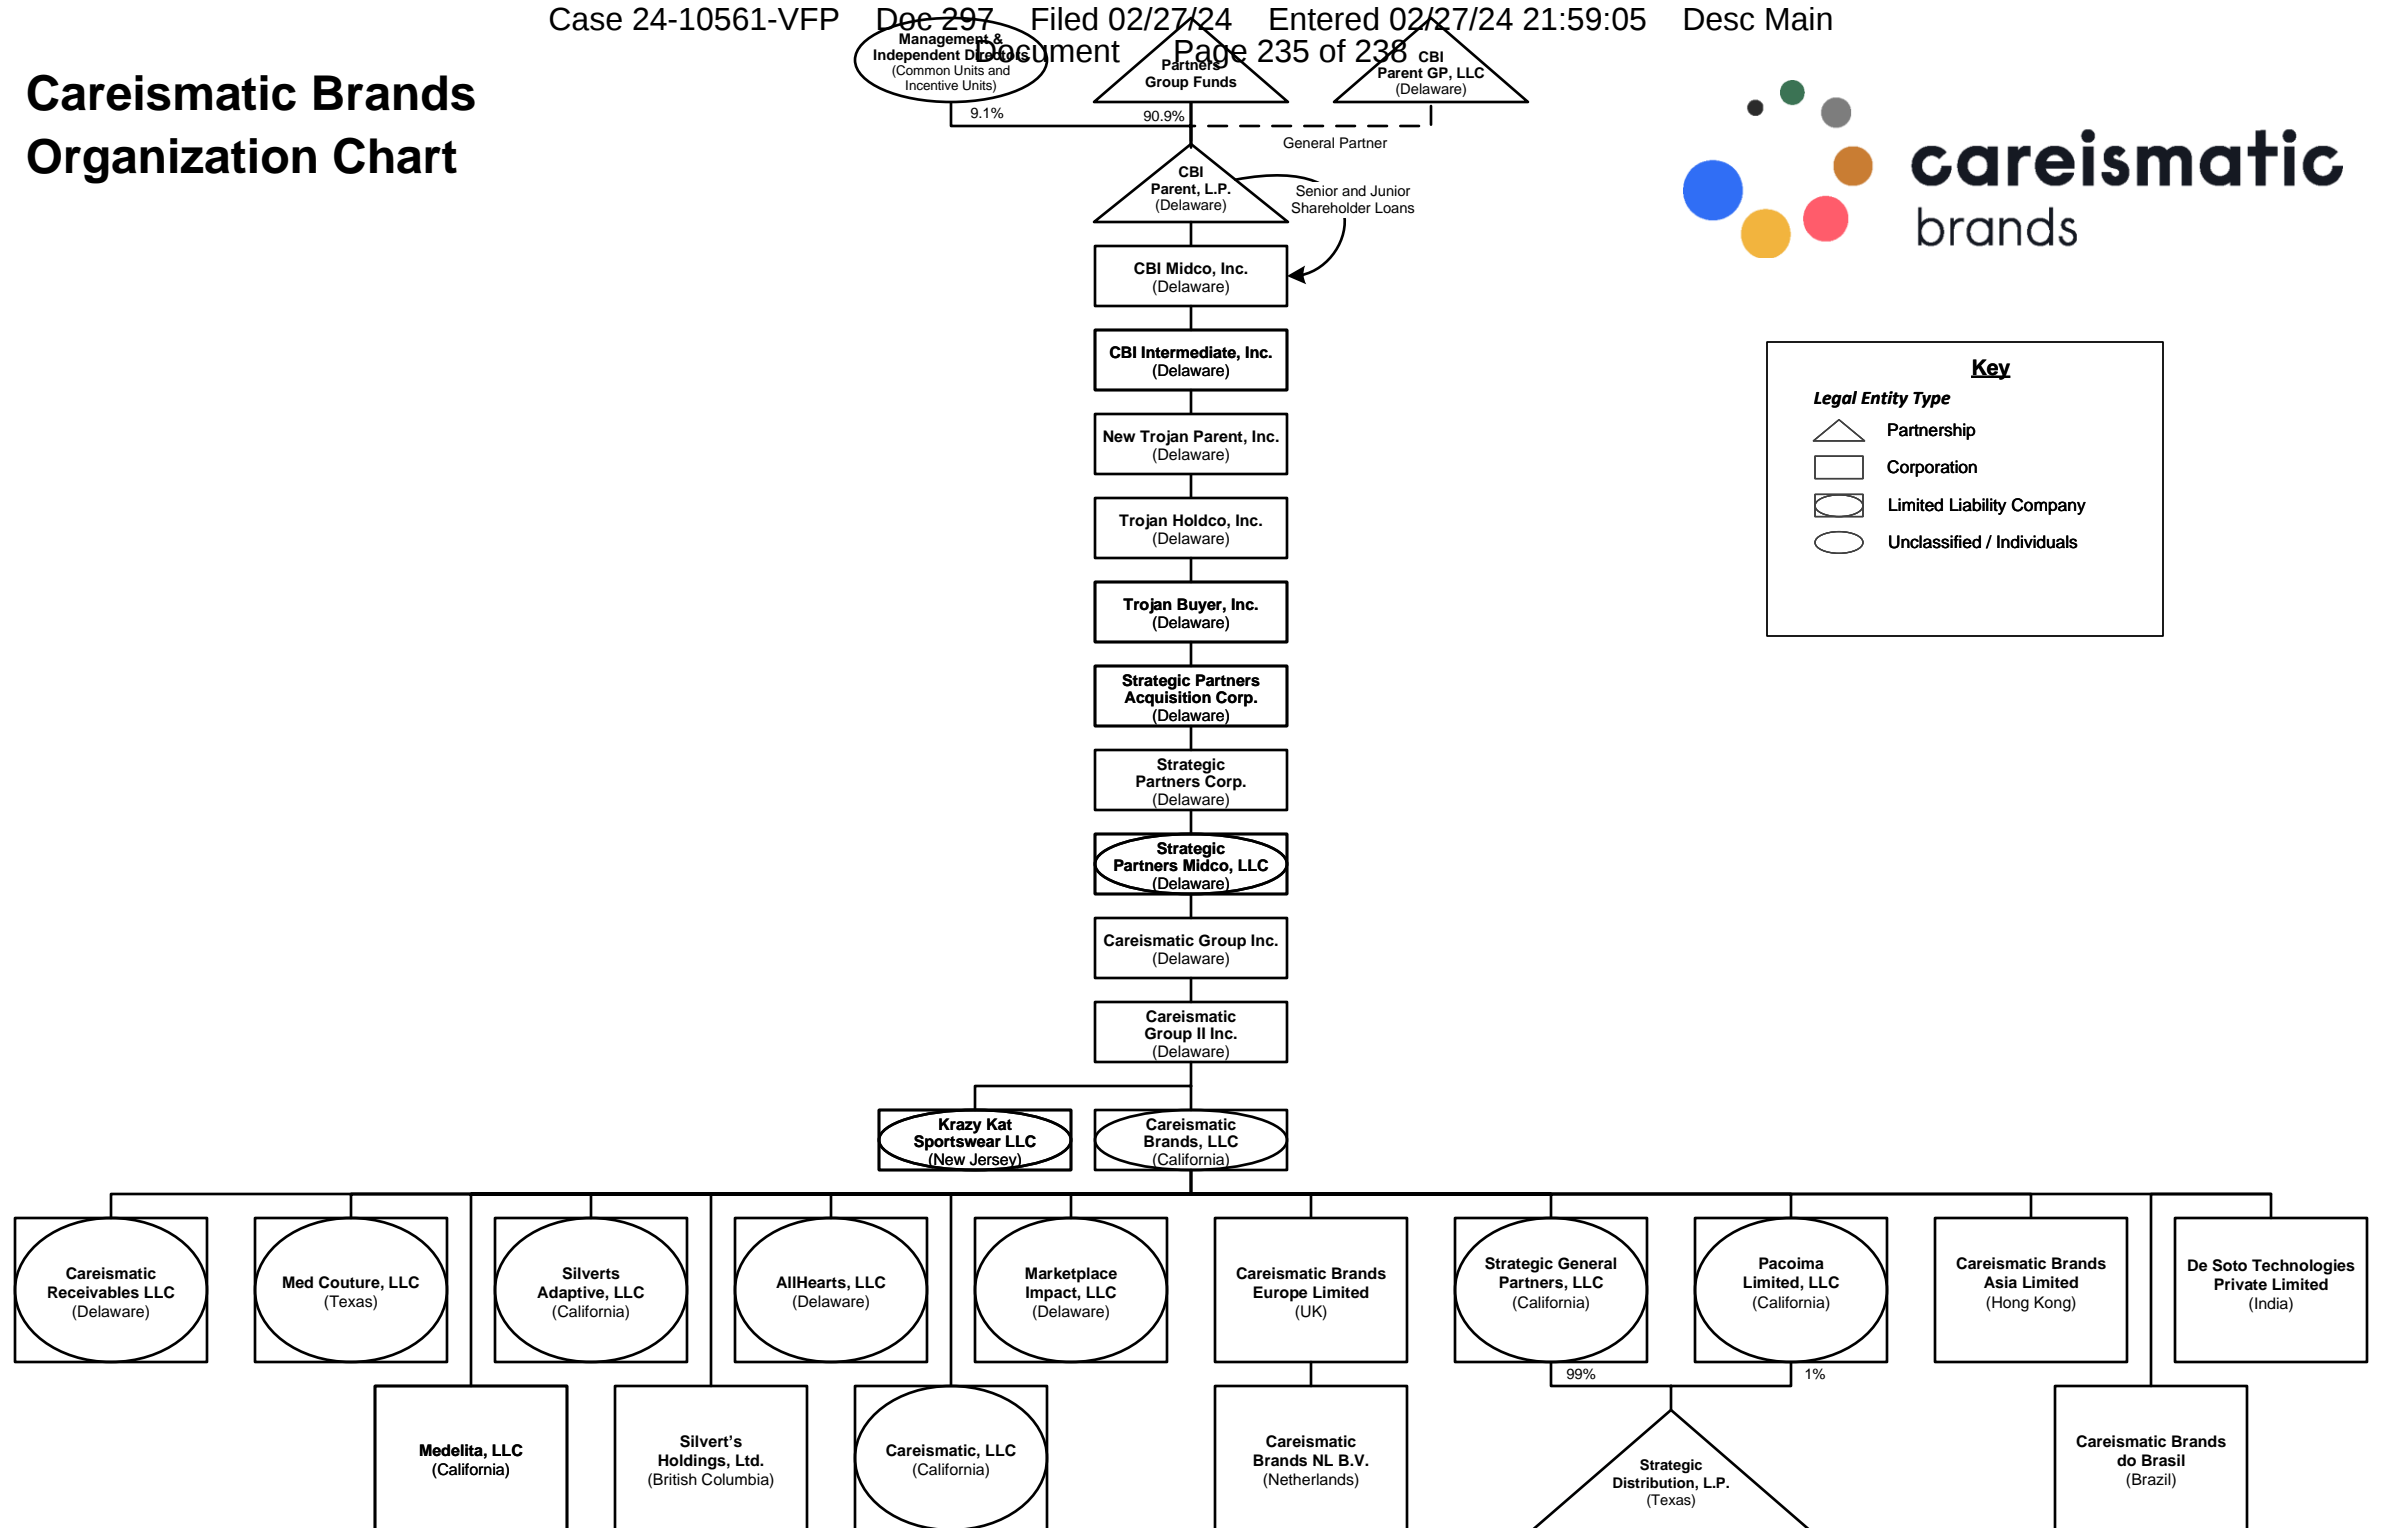 Case 24-10561-VFP Doc 297 Filed 02/27/24 Entered 02/27/24 21:59:05 Desc Main
Document Page 235 of 238
Careismatic Brands
Organization Chart
Management &
Independent Directors
(Common Units and
Incentive Units)
Partners
Group Funds
CBI
Parent GP, LLC
(Delaware)
9.1%
90.9%
General Partner
CBI
Parent, L.P.
(Delaware)
Senior and Junior
Shareholder Loans
careismatic
brands
CBI Midco, Inc.
(Delaware)
CBI Intermediate, Inc.
(Delaware)
New Trojan Parent, Inc.
(Delaware)
Trojan Holdco, Inc.
(Delaware)
Trojan Buyer, Inc.
(Delaware)
Strategic Partners
Acquisition Corp.
(Delaware)
Strategic
Partners Corp.
(Delaware)
Strategic
Partners Midco, LLC
(Delaware)
Careismatic Group Inc.
(Delaware)
Careismatic
Group II Inc.
(Delaware)
Key
Legal Entity Type
Partnership
Corporation
Limited Liability Company
Unclassified / Individuals
Krazy Kat
Sportswear LLC
(New Jersey)
Careismatic
Brands, LLC
(California)
Careismatic
Receivables LLC
(Delaware)
Med Couture, LLC
(Texas)
Silverts
Adaptive, LLC
(California)
AllHearts, LLC
(Delaware)
Marketplace
Impact, LLC
(Delaware)
Careismatic Brands
Europe Limited
(UK)
Strategic General
Partners, LLC
(California)
Pacoima
Limited, LLC
(California)
Careismatic Brands
Asia Limited
(Hong Kong)
De Soto Technologies
Private Limited
(India)
99%
1%
Medelita, LLC
(California)
Silvert's
Holdings, Ltd.
(British Columbia)
Careismatic, LLC
(California)
Careismatic
Brands NL B.V.
(Netherlands)
Strategic
Distribution, L.P.
(Texas)
Careismatic Brands
do Brasil
(Brazil)